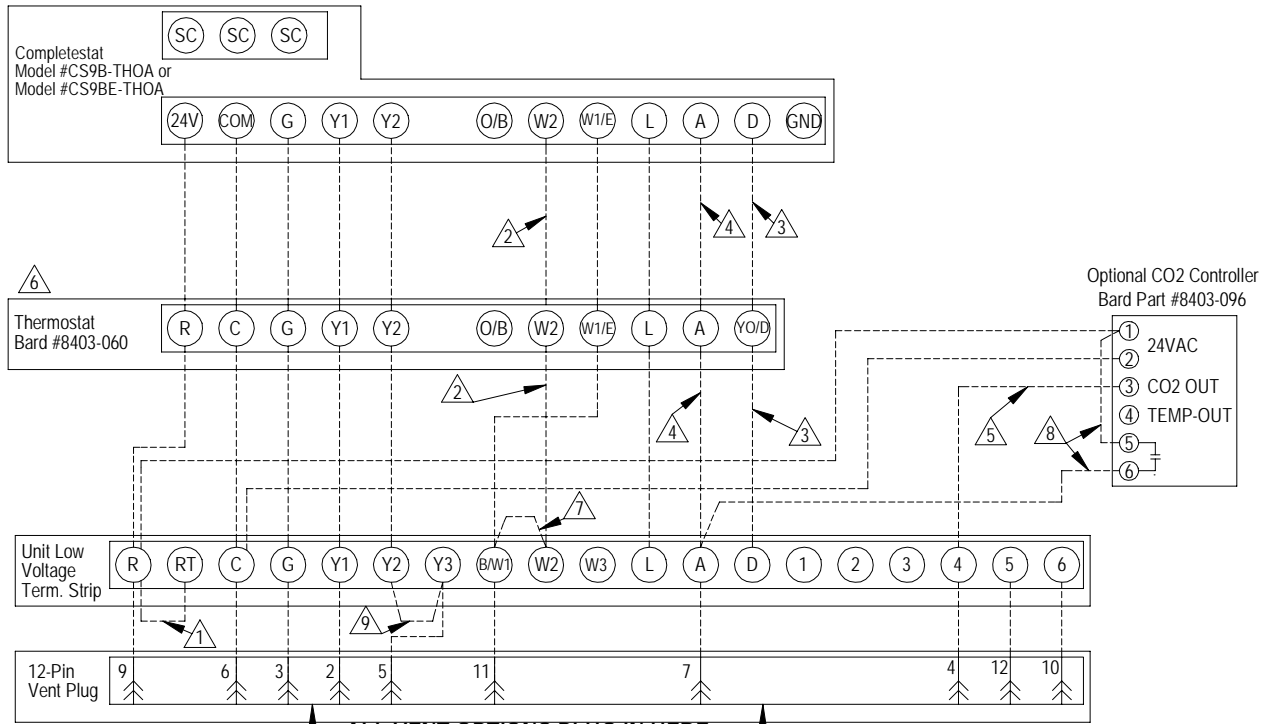 SC SC SC
Completestat
Model #CS9B-THOA or
Model #CS9BE-THOA
24V COM G Y1 Y2 O/B W2 W1/E L A D GND
2 4 3
6
Optional CO2 Controller
Bard Part #8403-096
Thermostat
Bard #8403-060
R C G Y1 Y2 O/B W2 W1/E L A YO/D
1
24VAC
2
3 CO2 OUT
4 TEMP-OUT
5
6
2 4 3 5 8
7
Unit Low
Voltage
Term. Strip
R RT C G Y1 Y2 Y3 B/W1 W2 W3 L A D 1 2 3 4 5 6
1 9
12-Pin
Vent Plug
9 6 3 2 5 11 7 4 12 10